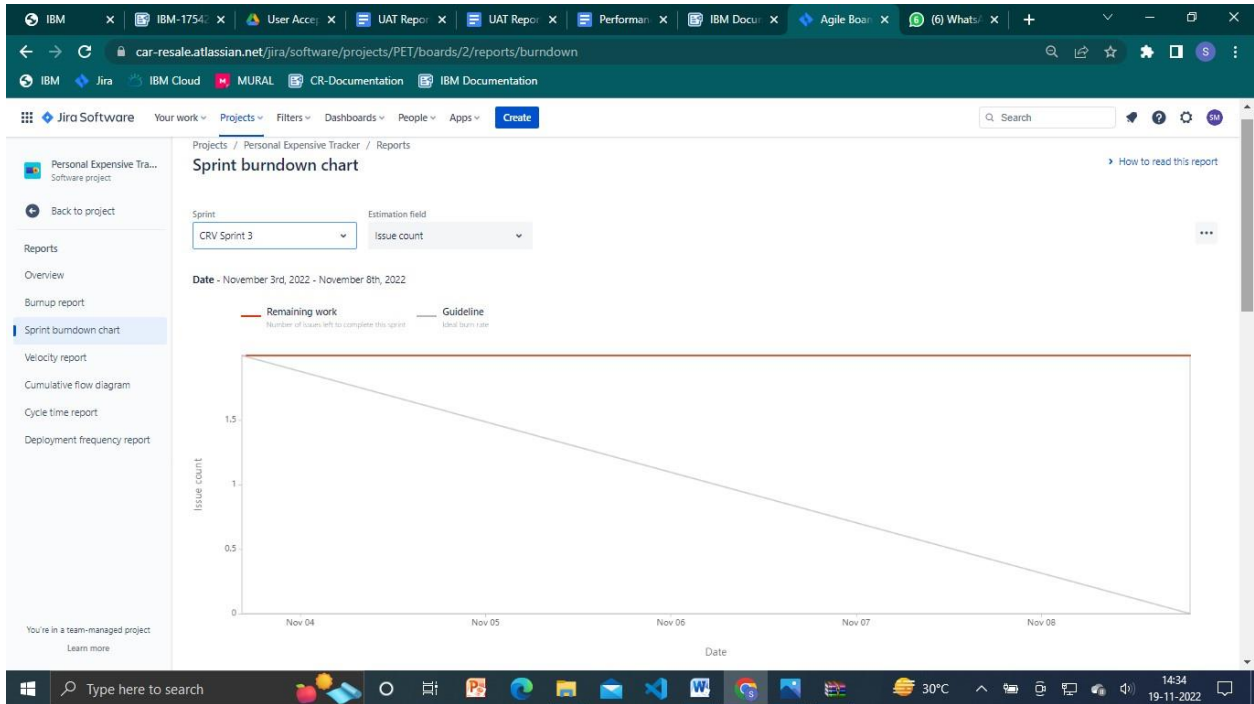 IBM
IBM-17542
User Accep
UAT Repor
UAT Repor
Performan
IBM Docum
Agile Boar
(6) WhatsA
car-resale.atlassian.net/jira/software/projects/PET/boards/2/reports/burndown
S
IBM Jira IBM Cloud MURAL CR-Documentation IBM Documentation
Jira Software Your work Projects Filters Dashboards People Apps Create Search SM
Projects / Personal Expensive Tracker / Reports
Personal Expensive Tra...
Software project
Sprint burndown chart
How to read this report
Back to project
Sprint Estimation field
CRV Sprint 3 Issue count
Reports
Overview
Burnup report
Sprint burndown chart
Velocity report
Cumulative flow diagram
Cycle time report
Deployment frequency report
Date - November 3rd, 2022 - November 8th, 2022
Remaining work
Number of issues left to complete this sprint
Guideline
Ideal burn rate
1.5
1
0.5
0
Issue count
Nov 04 Nov 05 Nov 06 Nov 07 Nov 08
Date
You're in a team-managed project
Learn more
Type here to search
30°C
14:34
19-11-2022